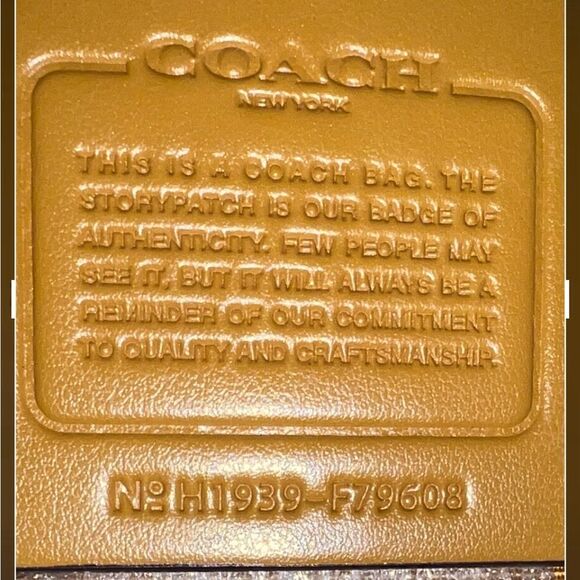 COACH
NEW YORK
THIS IS A COACH BAG. THE
STORYPATCH IS OUR BADGE OF
AUTHENTICITY. FEW PEOPLE MAY
SEE IT, BUT IT WILL ALWAYS BE A
REMINDER OF OUR COMMITMENT
TO QUALITY AND CRAFTSMANSHIP.
Nº H1939-F79608